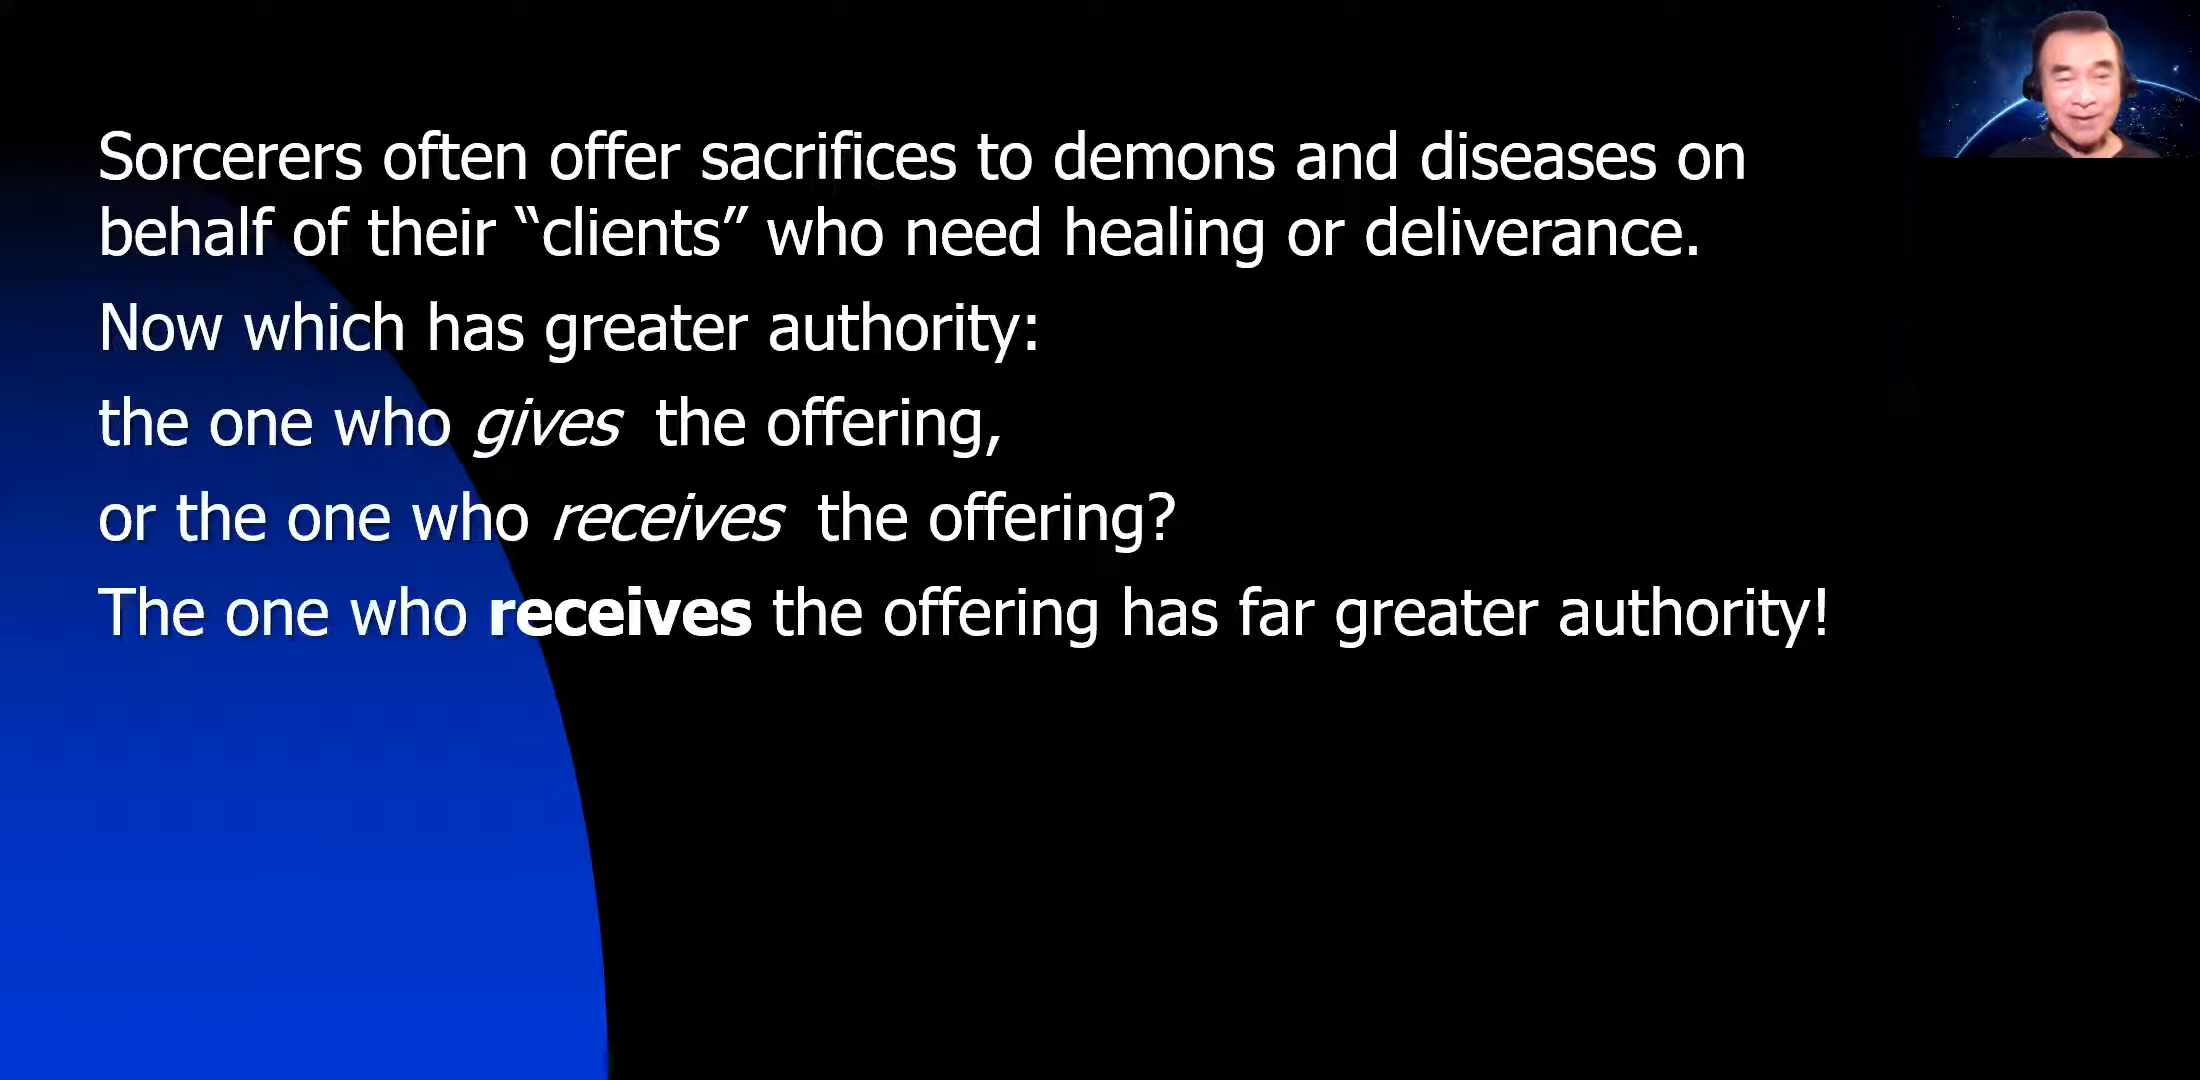 Sorcerers often offer sacrifices to demons and diseases on
behalf of their “clients” who need healing or deliverance.
Now which has greater authority:
the one who gives the offering,
or the one who receives the offering?
The one who receives the offering has far greater authority!